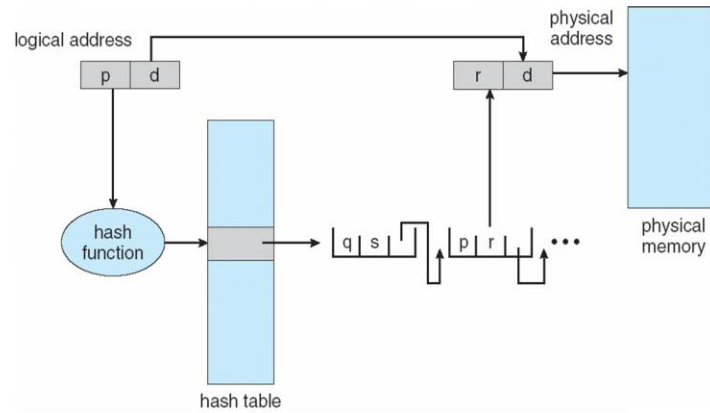 logical address
physical
address
p d
r d
hash
function
q s
p r
•••
physical
memory
hash table